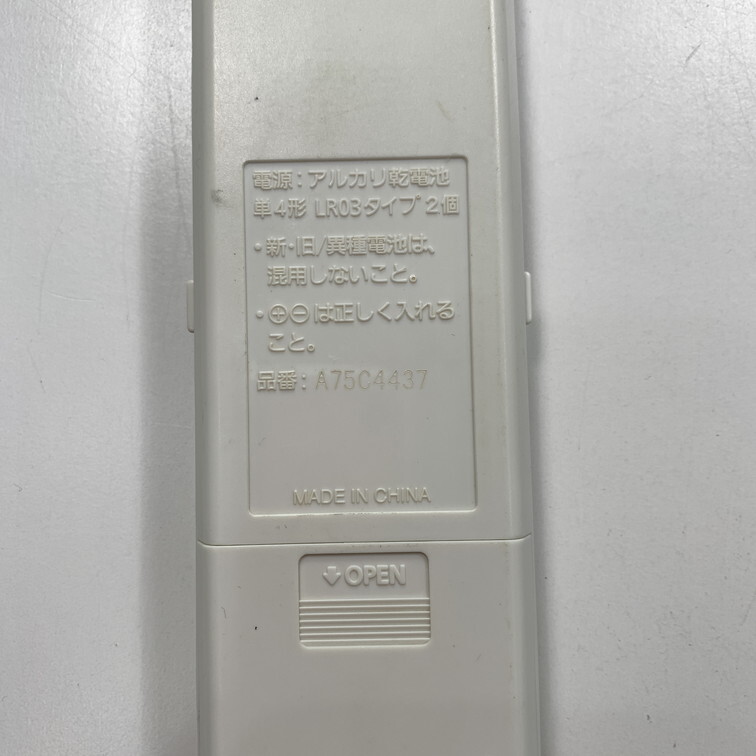 電源：アルカリ乾電池
単4形 LR03タイプ 2個
・新・旧/異種電池は、
混用しないこと。
・⊕⊖は正しく入れる
こと。
品番：A75C4437
MADE IN CHINA
OPEN